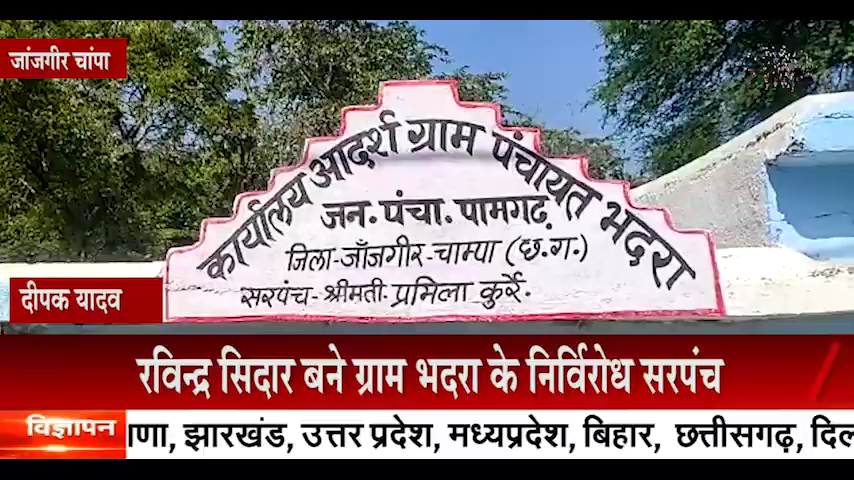 जांजगीर चांपा
कार्यालय आदर्श ग्राम पंचायत भदरा
जन. पंचा. पामगढ़
जिला-जाँजगीर-चाम्पा (छ.ग.)
सरपंच-श्रीमती. प्रमिला कुर्रे.
दीपक यादव
रविन्द्र सिदार बने ग्राम भदरा के निर्विरोध सरपंच
विज्ञापन
झारखंड, उत्तर प्रदेश, मध्यप्रदेश, बिहार, छत्तीसगढ़,